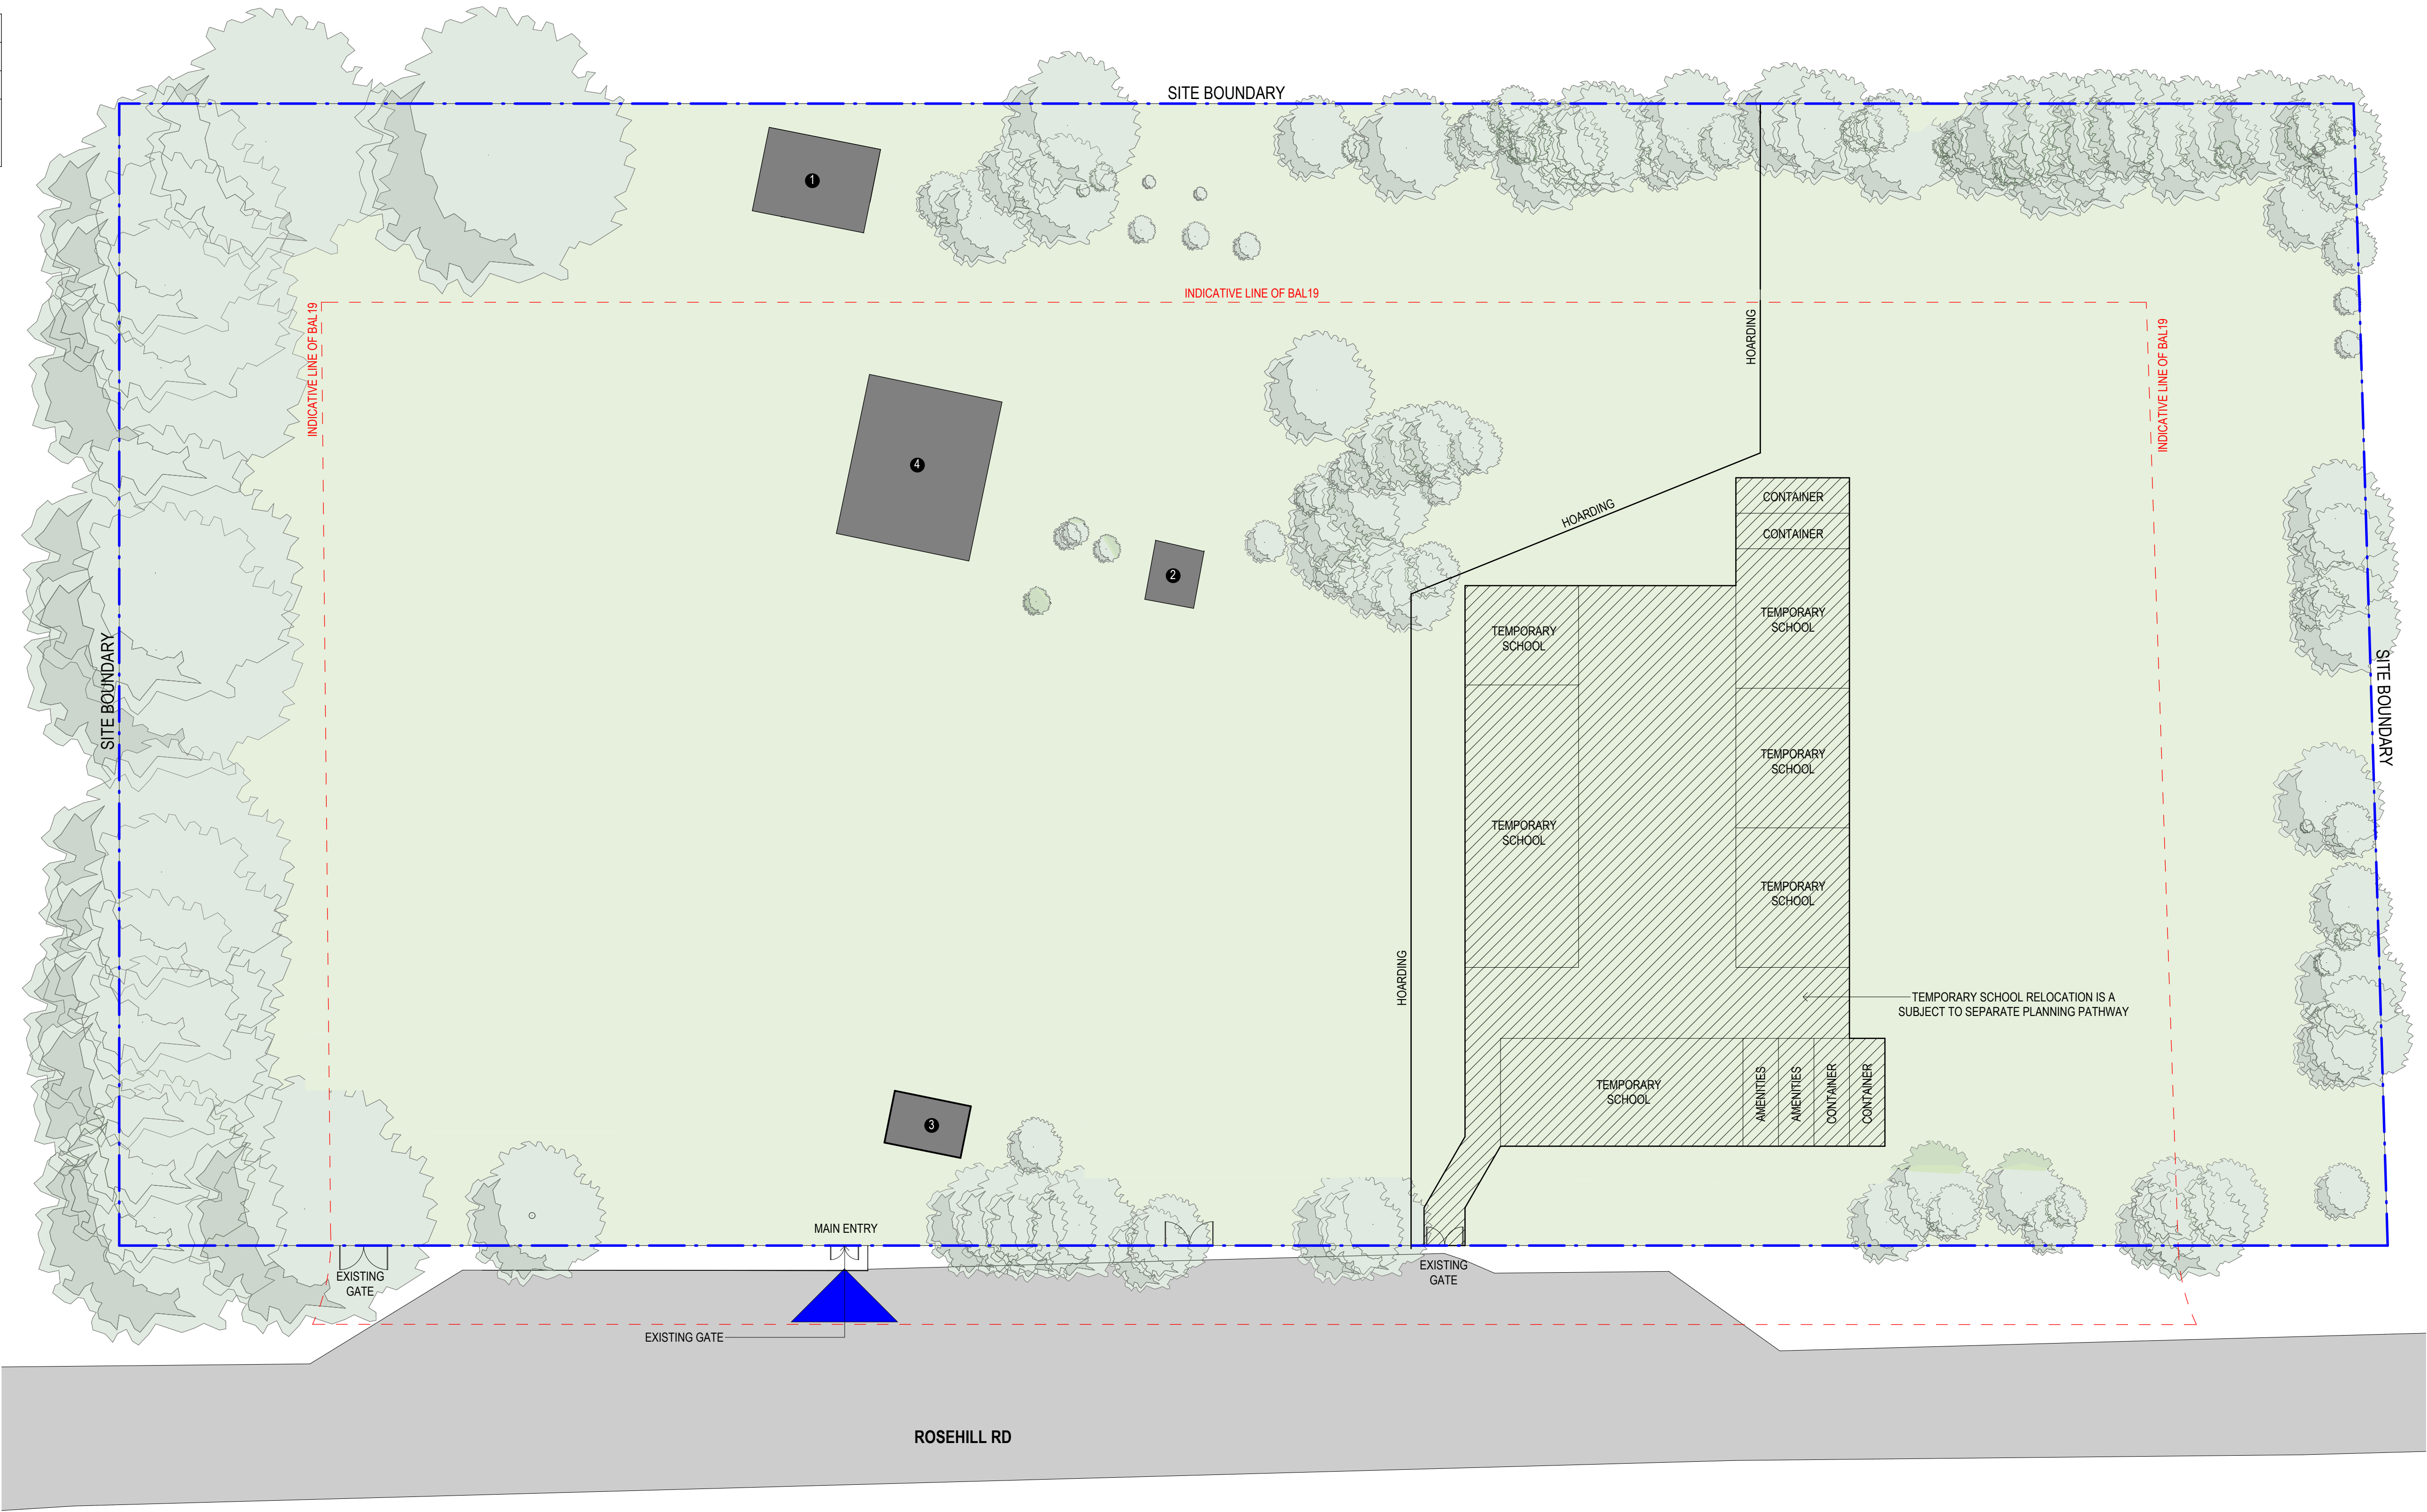 SITE BOUNDARY
1
INDICATIVE LINE OF BAL19
INDICATIVE LINE OF BAL19
INDICATIVE LINE OF BAL19
HOARDING
4
CONTAINER
HOARDING
CONTAINER
2
TEMPORARY
SCHOOL
TEMPORARY
SCHOOL
SITE BOUNDARY
SITE BOUNDARY
TEMPORARY
SCHOOL
TEMPORARY
SCHOOL
TEMPORARY
SCHOOL
HOARDING
TEMPORARY SCHOOL RELOCATION IS A
SUBJECT TO SEPARATE PLANNING PATHWAY
3
TEMPORARY
SCHOOL
AMENITIES
AMENITIES
CONTAINER
CONTAINER
MAIN ENTRY
EXISTING
GATE
EXISTING
GATE
EXISTING GATE
ROSEHILL RD